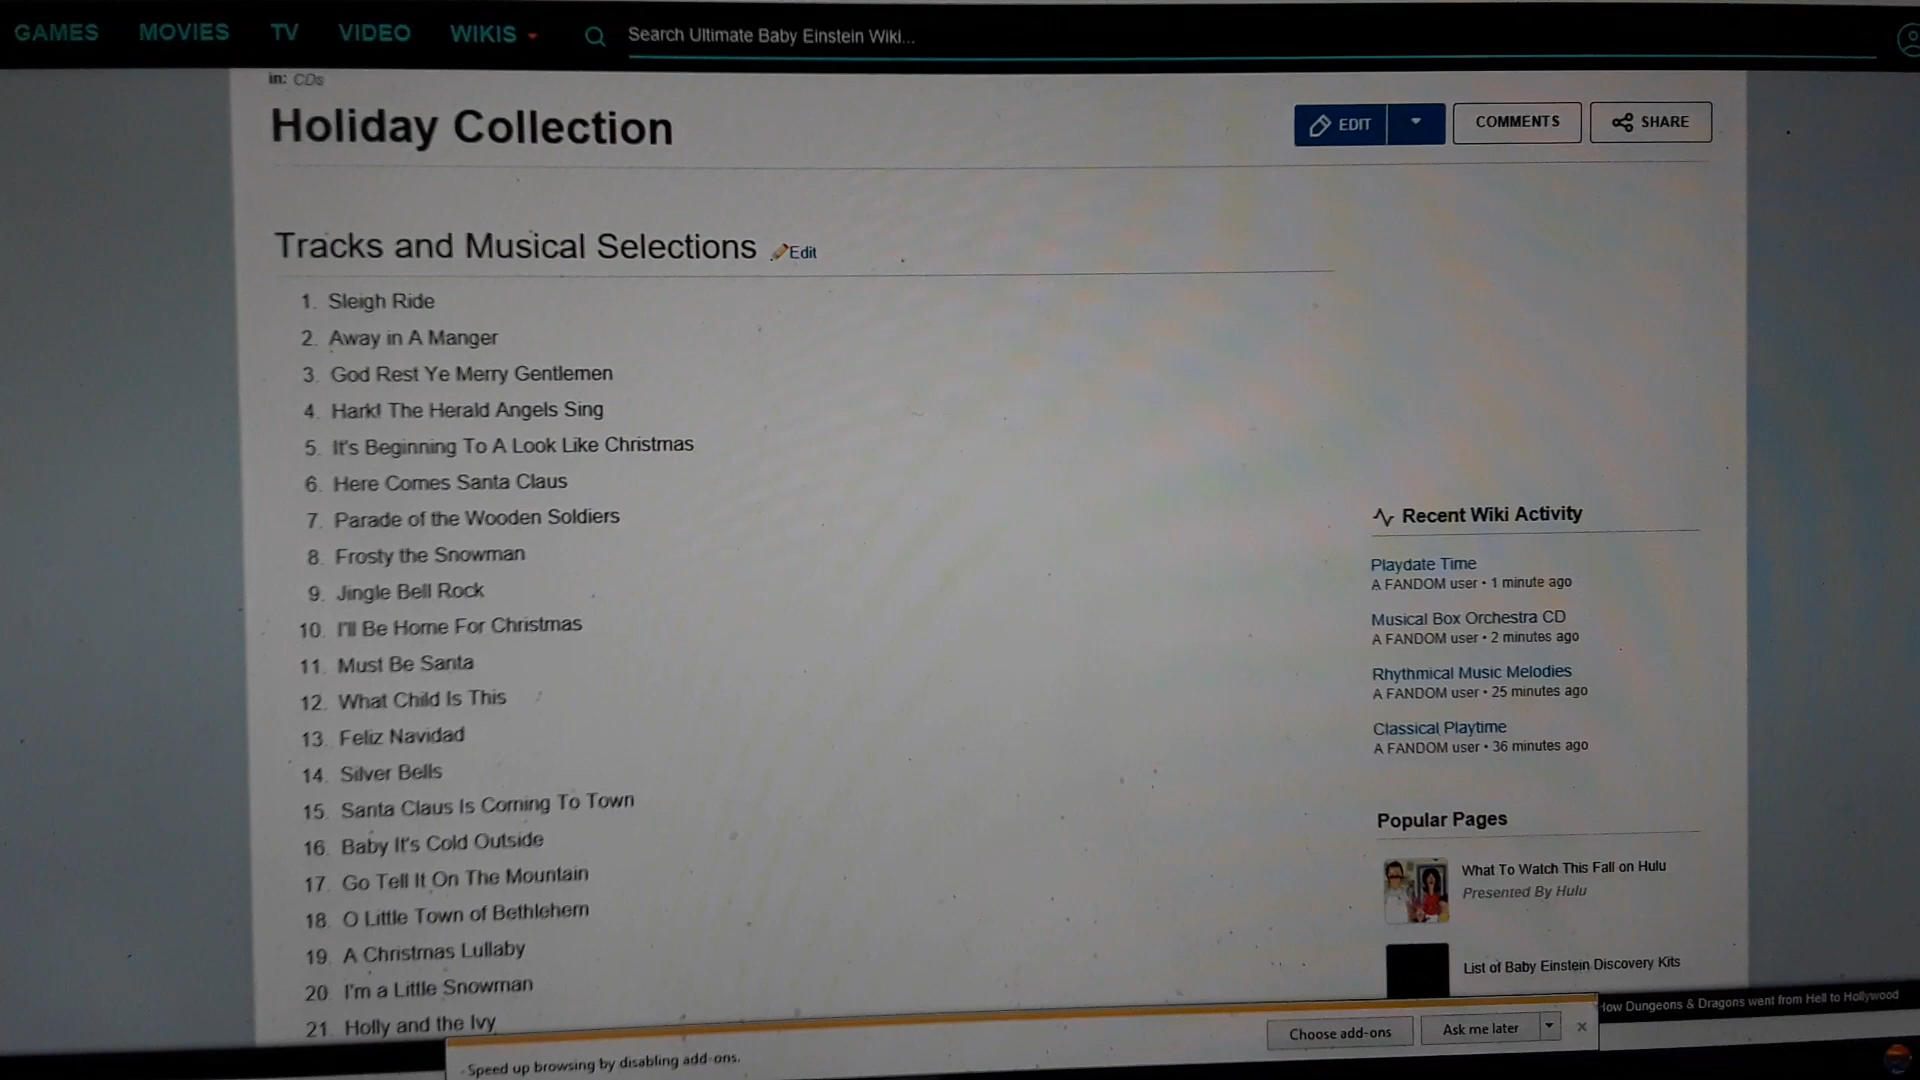 GAMES MOVIES TV VIDEO WIKIS Search Ultimate Baby Einstein Wiki...
in: CDs
Holiday Collection
EDIT COMMENTS SHARE
Tracks and Musical Selections Edit
1. Sleigh Ride
2. Away in A Manger
3. God Rest Ye Merry Gentlemen
4. Hark! The Herald Angels Sing
5. It's Beginning To A Look Like Christmas
6. Here Comes Santa Claus
7. Parade of the Wooden Soldiers
8. Frosty the Snowman
9. Jingle Bell Rock
10. I'll Be Home For Christmas
11. Must Be Santa
12. What Child Is This
13. Feliz Navidad
14. Silver Bells
15. Santa Claus Is Coming To Town
16. Baby It's Cold Outside
17. Go Tell It On The Mountain
18. O Little Town of Bethlehem
19. A Christmas Lullaby
20. I'm a Little Snowman
21. Holly and the Ivy
Recent Wiki Activity
Playdate Time
A FANDOM user • 1 minute ago
Musical Box Orchestra CD
A FANDOM user • 2 minutes ago
Rhythmical Music Melodies
A FANDOM user • 25 minutes ago
Classical Playtime
A FANDOM user • 36 minutes ago
Popular Pages
What To Watch This Fall on Hulu
Presented By Hulu
List of Baby Einstein Discovery Kits
How Dungeons & Dragons went from Hell to Hollywood
Speed up browsing by disabling add-ons.
Choose add-ons
Ask me later